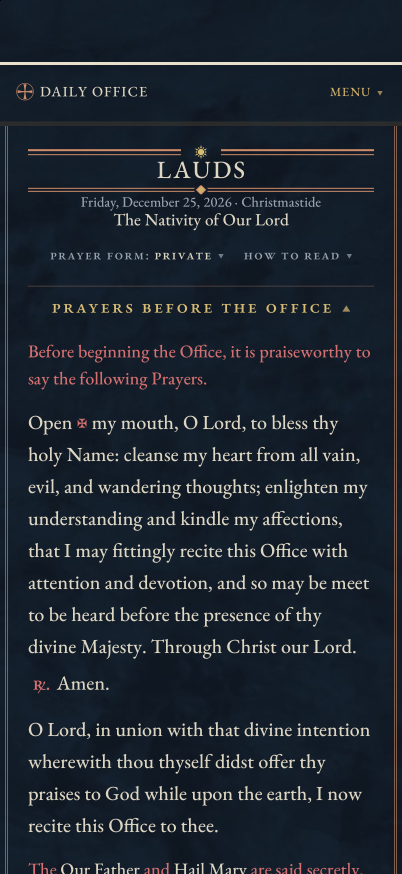 DAILY OFFICE
MENU ▼
LAUDS
Friday, December 25, 2026 · Christmastide
The Nativity of Our Lord
PRAYER FORM: PRIVATE ▼ HOW TO READ ▼
PRAYERS BEFORE THE OFFICE ▲
Before beginning the Office, it is praiseworthy to
say the following Prayers.
Open ✠ my mouth, O Lord, to bless thy
holy Name: cleanse my heart from all vain,
evil, and wandering thoughts; enlighten my
understanding and kindle my affections,
that I may fittingly recite this Office with
attention and devotion, and so may be meet
to be heard before the presence of thy
divine Majesty. Through Christ our Lord.
℟. Amen.
O Lord, in union with that divine intention
wherewith thou thyself didst offer thy
praises to God while upon the earth, I now
recite this Office to thee.
The Our Father and Hail Mary are said secretly.